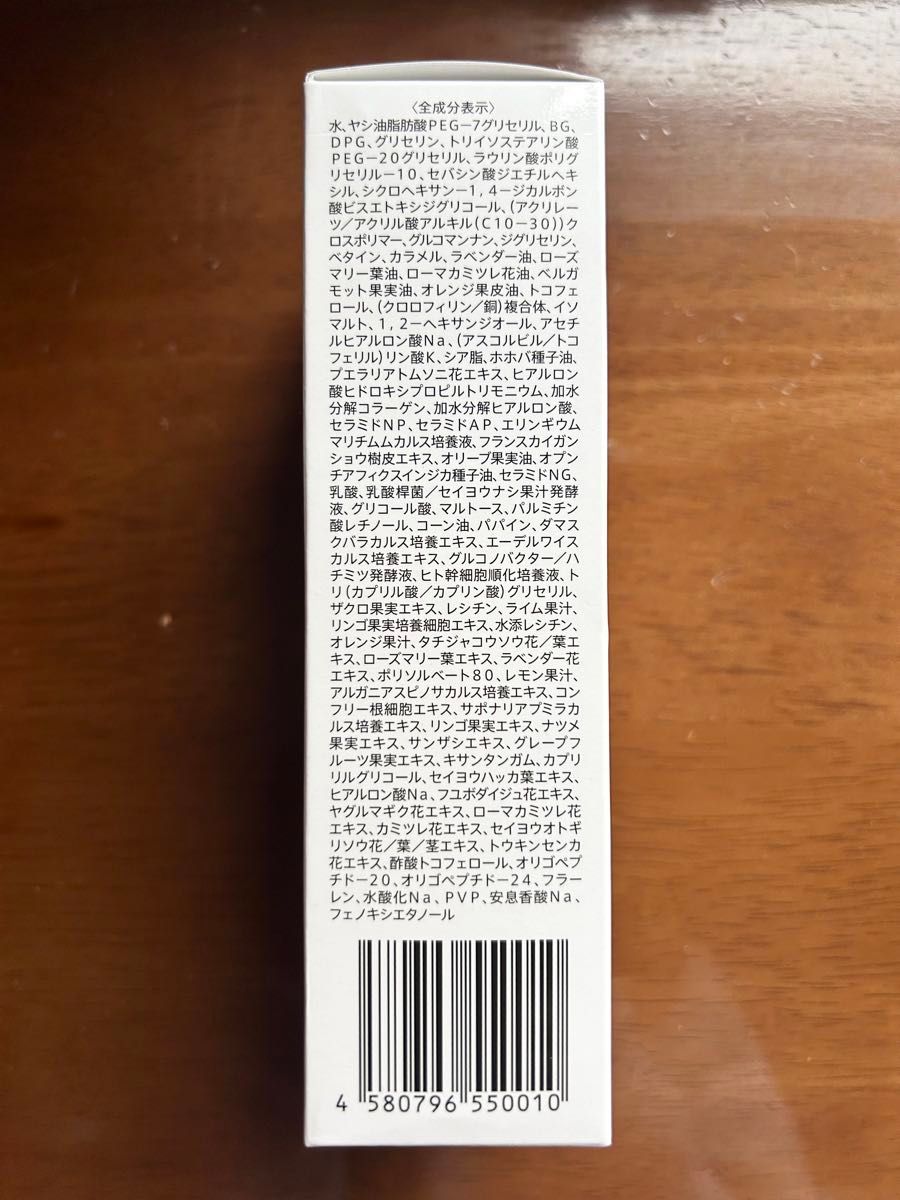 〈全成分表示〉
水、ヤシ油脂肪酸PEG－7グリセリル、BG、
DPG、グリセリン、トリイソステアリン酸
PEG－20グリセリル、ラウリン酸ポリグ
リセリル－10、セバシン酸ジエチルヘキ
シル、シクロヘキサン－1，4－ジカルボン
酸ビスエトキシジグリコール、（アクリレー
ツ／アクリル酸アルキル（C10－30））ク
ロスポリマー、グルコマンナン、ジグリセリン、
ベタイン、カラメル、ラベンダー油、ローズ
マリー葉油、ローマカミツレ花油、ベルガ
モット果実油、オレンジ果皮油、トコフェ
ロール、（クロロフィリン／銅）複合体、イソ
マルト、1，2－ヘキサンジオール、アセチ
ルヒアルロン酸Na、（アスコルビル／トコ
フェリル）リン酸K、シア脂、ホホバ種子油、
プエラリアトムソニ花エキス、ヒアルロン
酸ヒドロキシプロピルトリモニウム、加水
分解コラーゲン、加水分解ヒアルロン酸、
セラミドNP、セラミドAP、エリンギウム
マリチムムカルス培養液、フランスカイガン
ショウ樹皮エキス、オリーブ果実油、オプン
チアフィクスインジカ種子油、セラミドNG、
乳酸、乳酸桿菌／セイヨウナシ果汁発酵
液、グリコール酸、マルトース、パルミチン
酸レチノール、コーン油、パパイン、ダマス
クバラカルス培養エキス、エーデルワイス
カルス培養エキス、グルコノバクター／ハ
チミツ発酵液、ヒト幹細胞順化培養液、ト
リ（カプリル酸／カプリン酸）グリセリル、
ザクロ果実エキス、レシチン、ライム果汁、
リンゴ果実培養細胞エキス、水添レシチン、
オレンジ果汁、タチジャコウソウ花／葉エ
キス、ローズマリー葉エキス、ラベンダー花
エキス、ポリソルベート80、レモン果汁、
アルガニアスピノサカルス培養エキス、コン
フリー根細胞エキス、サポナリアプミラカ
ルス培養エキス、リンゴ果実エキス、ナツメ
果実エキス、サンザシエキス、グレープフ
ルーツ果実エキス、キサンタンガム、カプリ
リルグリコール、セイヨウハッカ葉エキス、
ヒアルロン酸Na、フユボダイジュ花エキス、
ヤグルマギク花エキス、ローマカミツレ花
エキス、カミツレ花エキス、セイヨウオトギ
リソウ花／葉／茎エキス、トウキンセンカ
花エキス、酢酸トコフェロール、オリゴペプ
チド－20、オリゴペプチド－24、フラー
レン、水酸化Na、PVP、安息香酸Na、
フェノキシエタノール
4 580796 550010